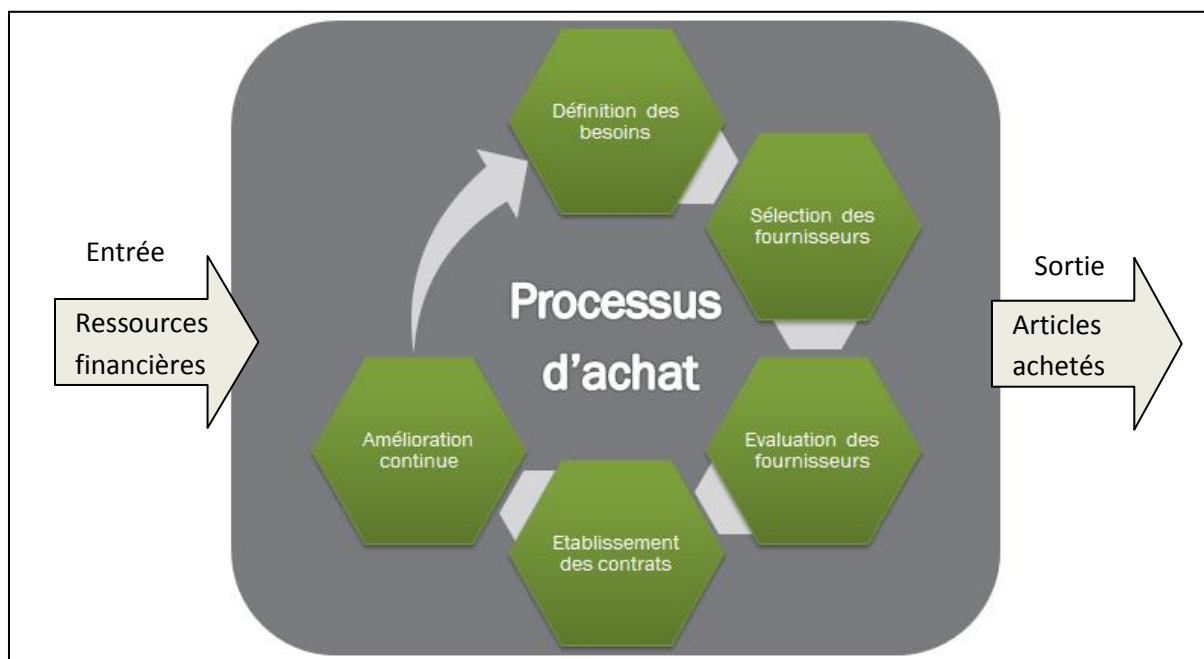 Entrée
Ressources
financières
Définition des
besoins
Sélection des
fournisseurs
Processus
d'achat
Evaluation des
fournisseurs
Etablissement
des contrats
Amélioration
continue
Sortie
Articles
achetés